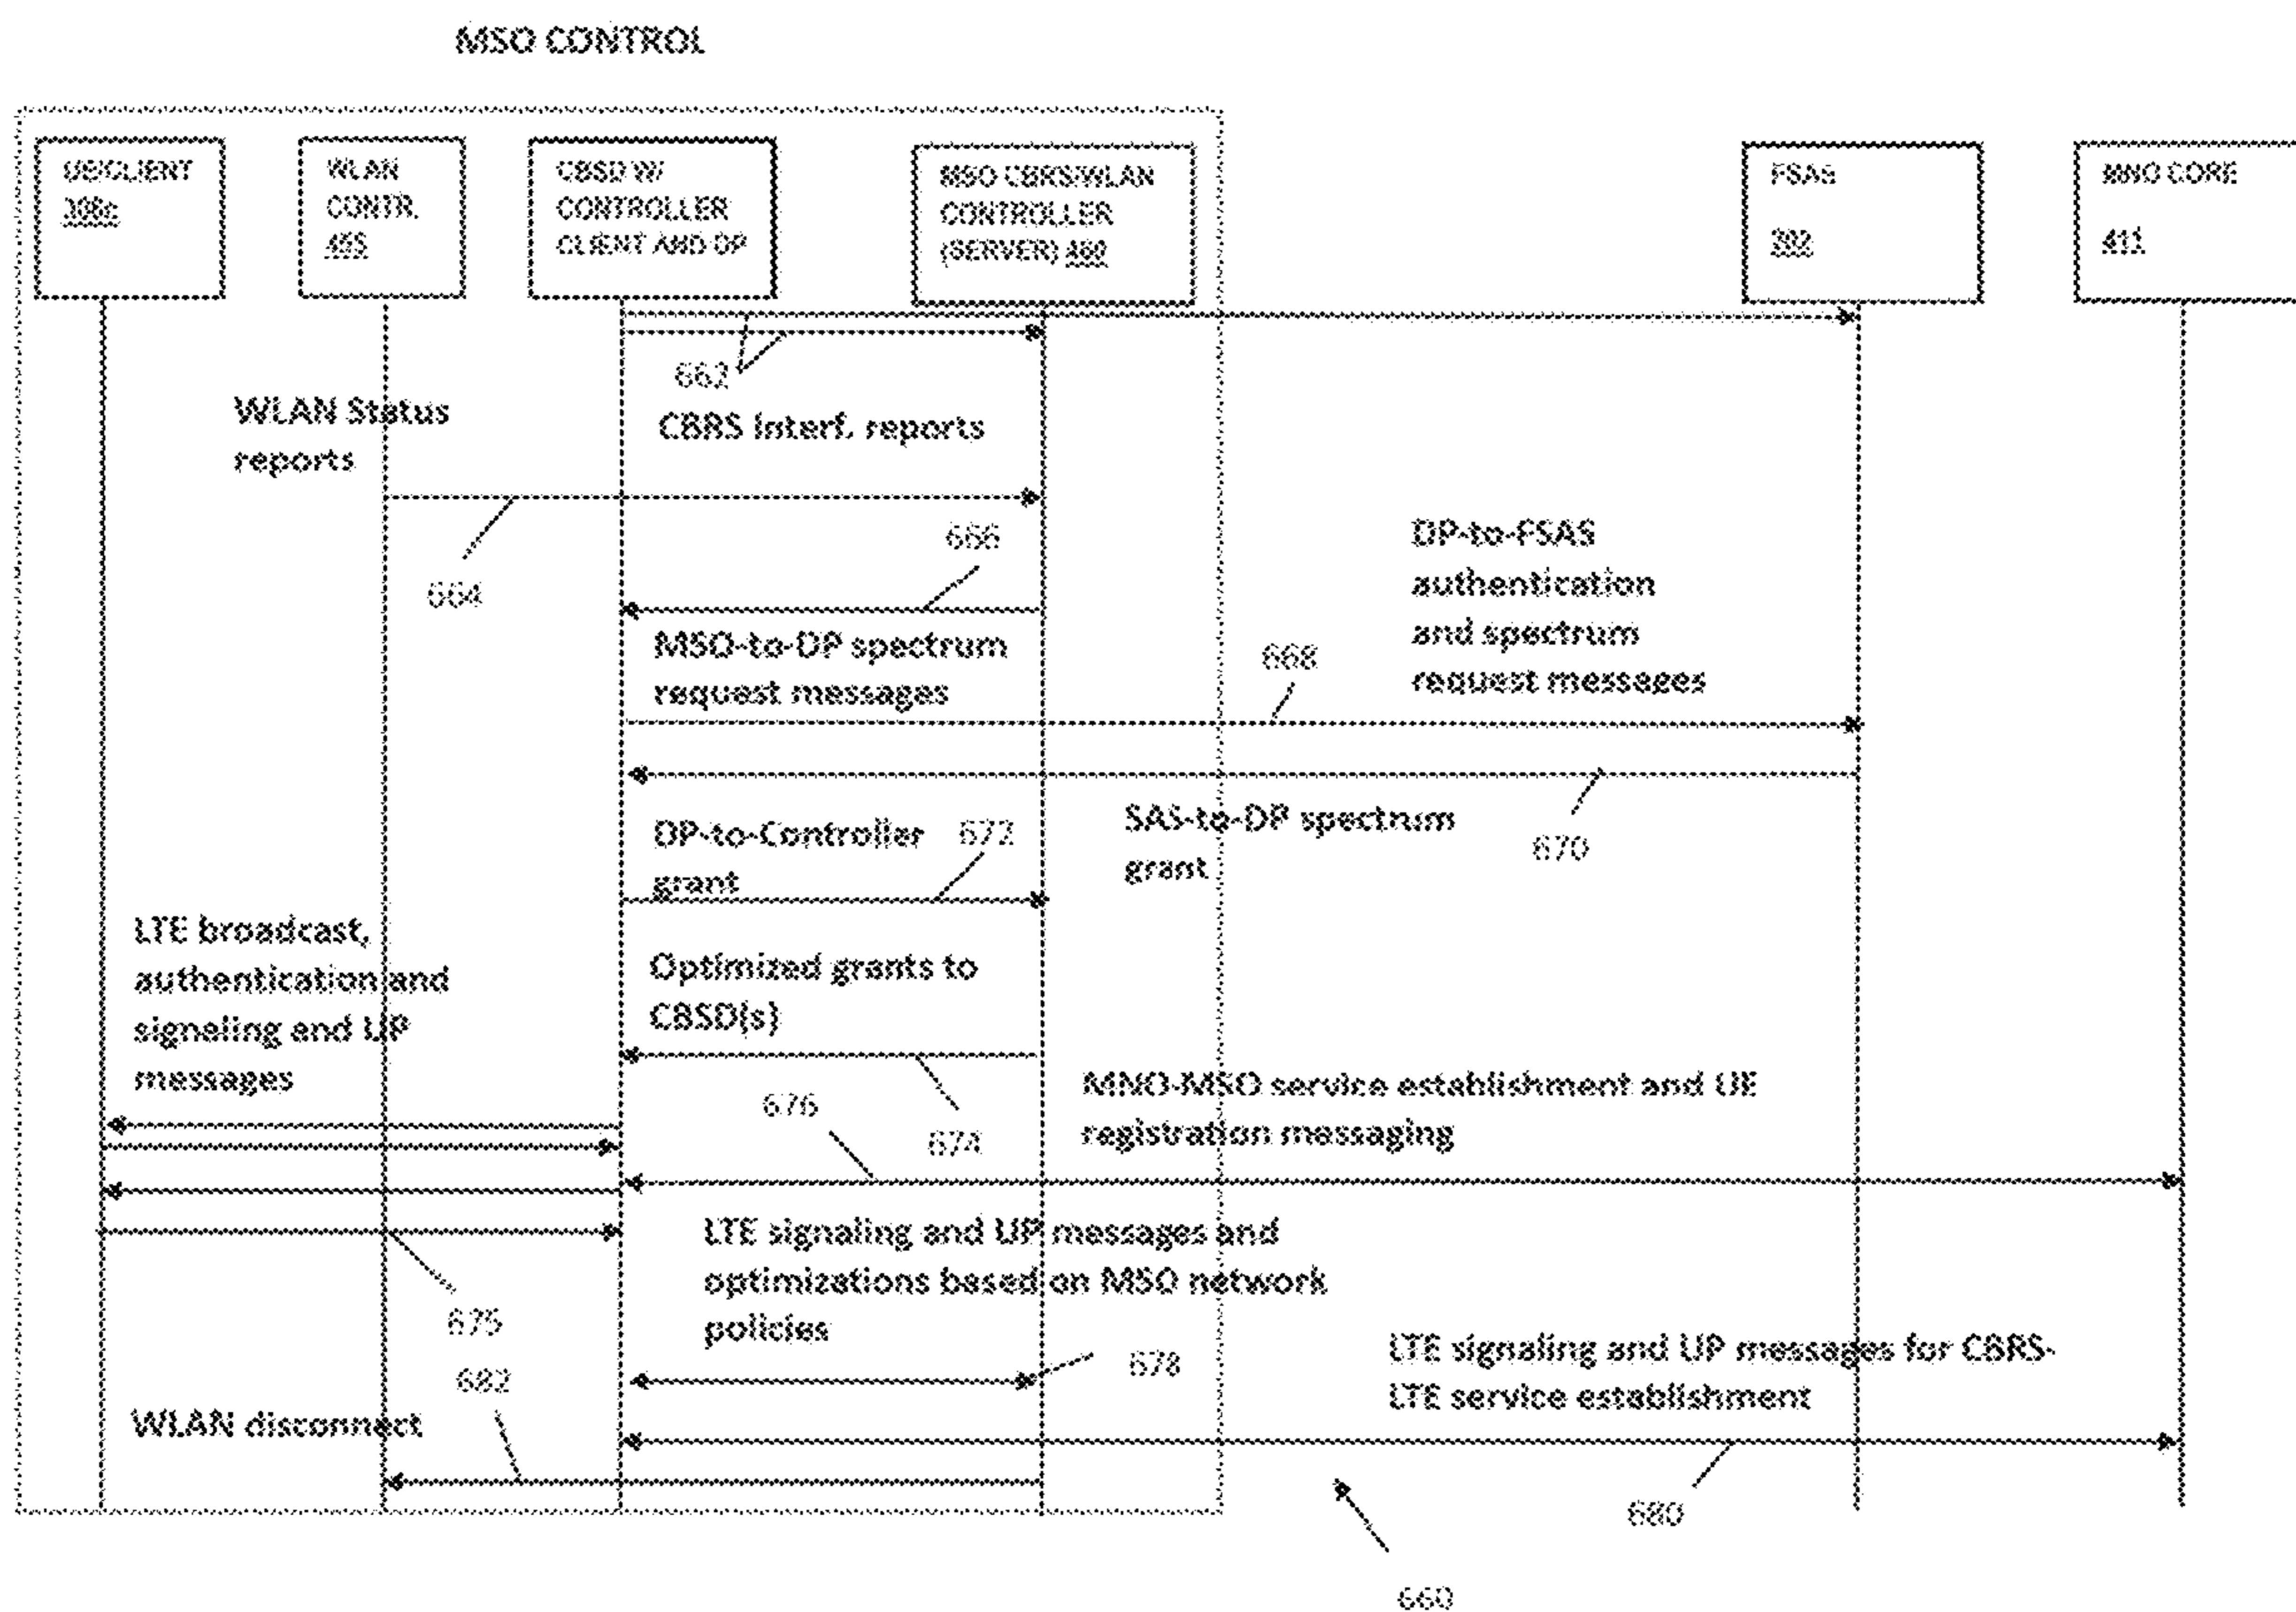 MSO CONTROL
UE/CLIENT
WLAN
CONTR.
455
CBSD W/
CONTROLLER
CLIENT AND DP
MSO CBRS/WLAN
CONTROLLER
(SERVER) 460
FSAS
202
MNO CORE
411
662
WLAN Status
reports
CBRS Interf. reports
664
666
MSO-to-DP spectrum
request messages
668
DP-to-FSAS
authentication
and spectrum
request messages
DP-to-Controller
grant
672
SAS-to-DP spectrum
grant
670
LTE broadcast,
authentication and
signaling and UP
messages
Optimized grants to
CBSD(s)
676
674
MNO-MSO service establishment and UE
registration messaging
675
LTE signaling and UP messages and
optimizations based on MSO network
policies
678
682
WLAN disconnect
LTE signaling and UP messages for CBRS-
LTE service establishment
680
660